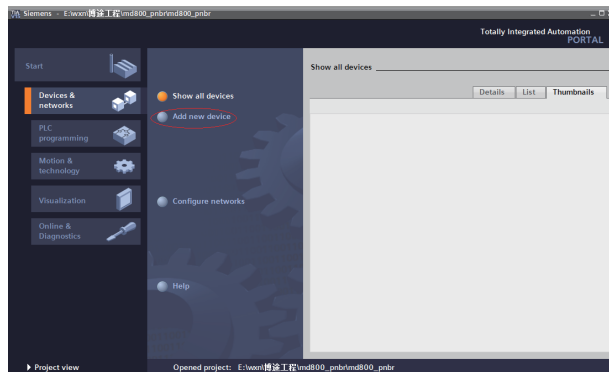 Siemens - E:\wxn\博途工程\md800_pnbr\md800_pnbr
Totally Integrated Automation
PORTAL
Start
Devices &
networks
PLC
programming
Motion &
technology
Visualization
Online &
Diagnostics
Show all devices
Add new device
Configure networks
Help
Show all devices
Details
List
Thumbnails
Project view
Opened project: E:\wxn\博途工程\md800_pnbr\md800_pnbr